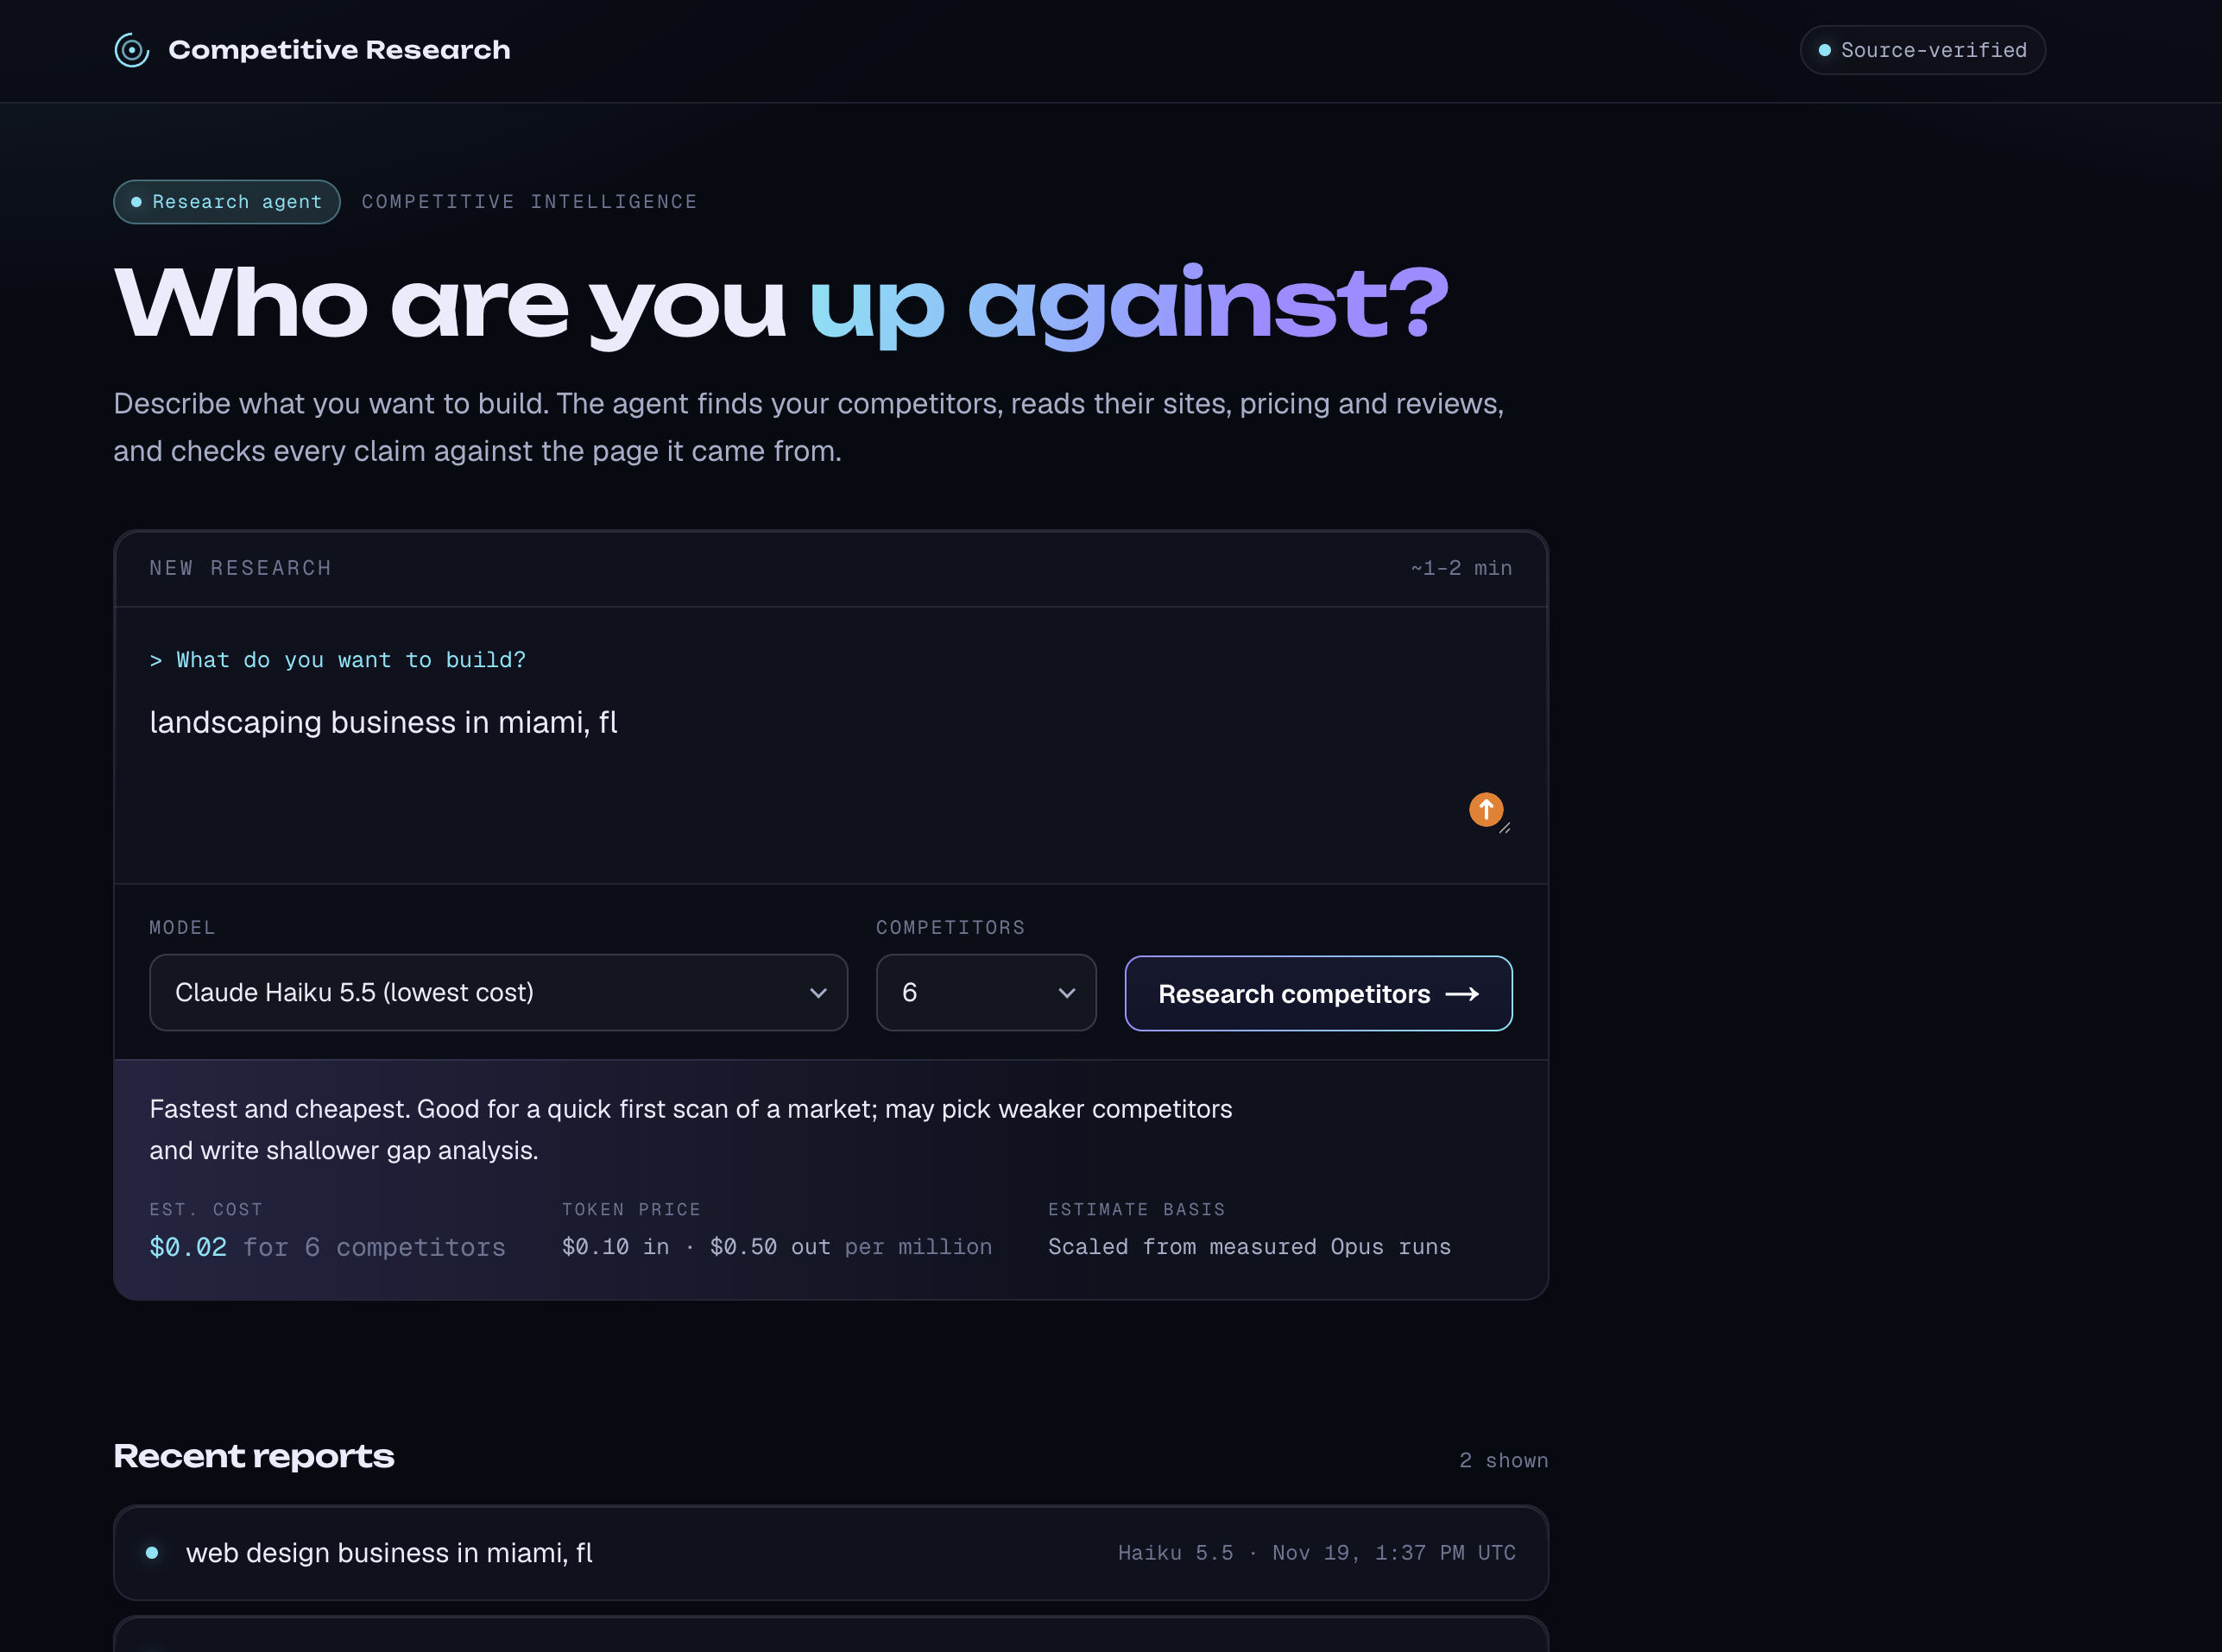 Competitive Research
Source-verified
Research agent
COMPETITIVE INTELLIGENCE
Who are you up against?
Describe what you want to build. The agent finds your competitors, reads their sites, pricing and reviews,
and checks every claim against the page it came from.
NEW RESEARCH
~1–2 min
> What do you want to build?
landscaping business in miami, fl
MODEL
COMPETITORS
Claude Haiku 5.5 (lowest cost)
6
Research competitors →
Fastest and cheapest. Good for a quick first scan of a market; may pick weaker competitors
and write shallower gap analysis.
EST. COST
TOKEN PRICE
ESTIMATE BASIS
$0.02 for 6 competitors
$0.10 in · $0.50 out per million
Scaled from measured Opus runs
Recent reports
2 shown
web design business in miami, fl
Haiku 5.5 · Nov 19, 1:37 PM UTC